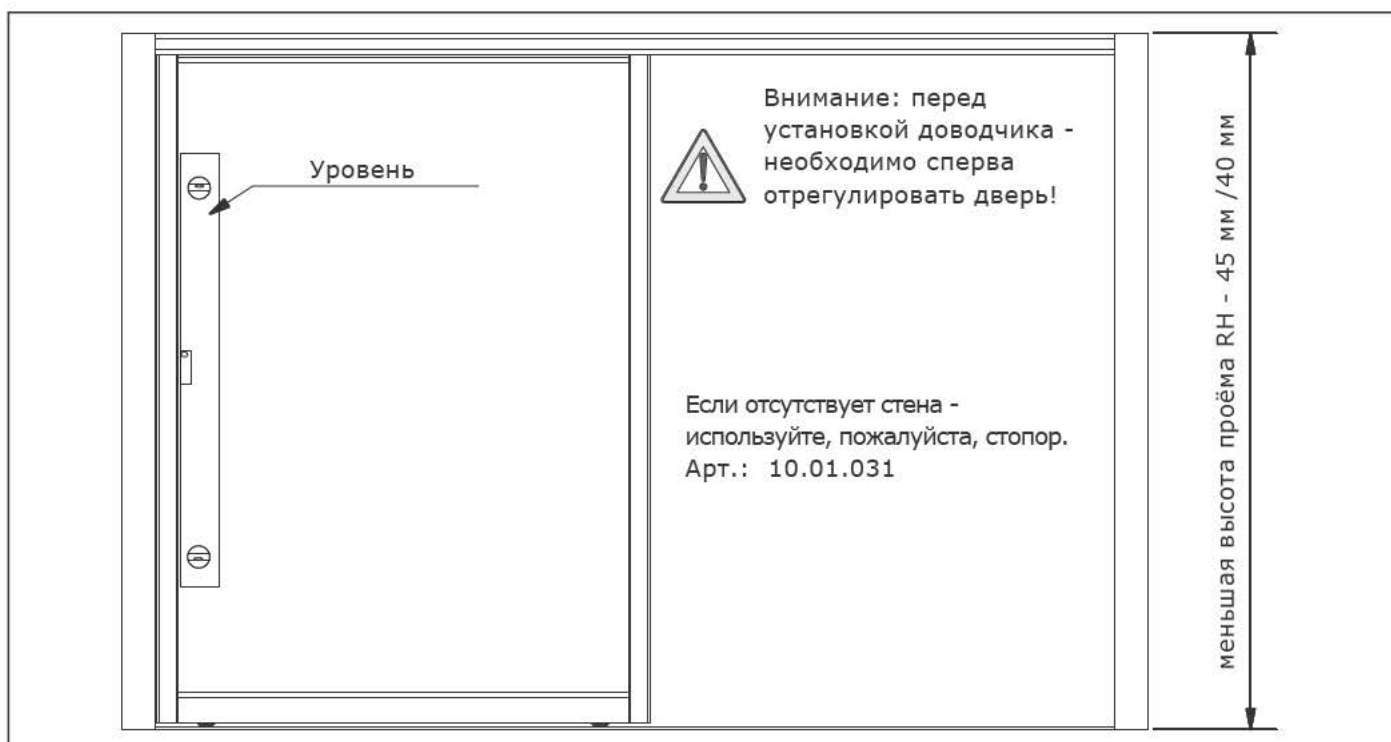 Внимание: перед
установкой доводчика -
необходимо сперва
отрегулировать дверь!
Уровень
Если отсутствует стена -
используйте, пожалуйста, стопор.
Арт.: 10.01.031
меньшая высота проёма RH - 45 мм /40 мм